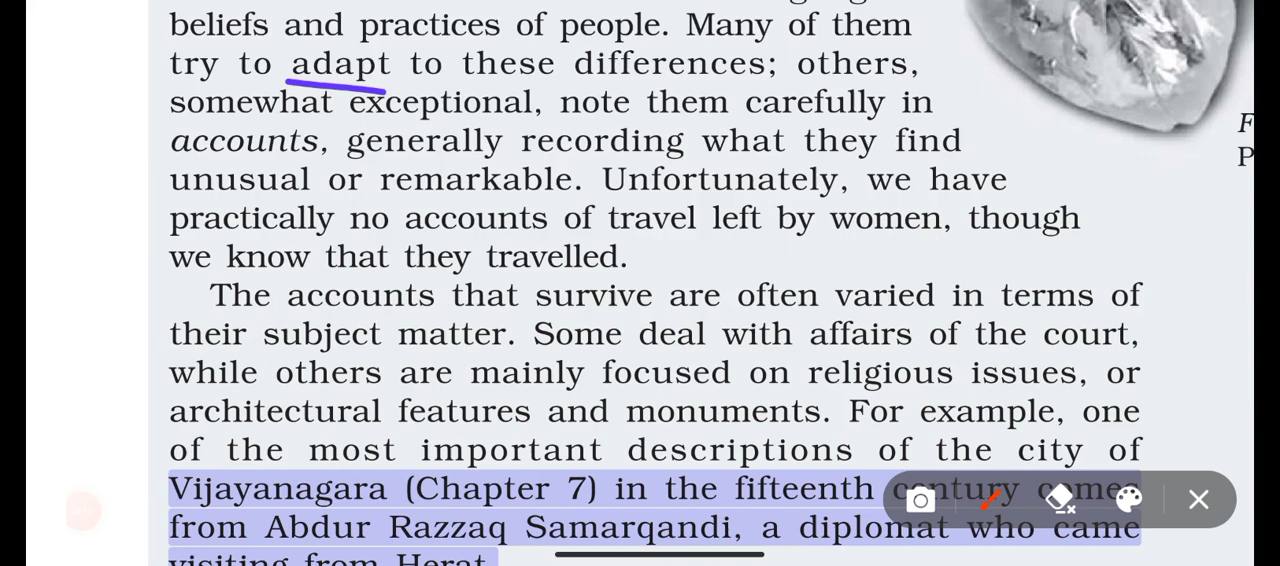 beliefs and practices of people. Many of them
try to adapt to these differences; others,
somewhat exceptional, note them carefully in
accounts, generally recording what they find
unusual or remarkable. Unfortunately, we have
practically no accounts of travel left by women, though
we know that they travelled.
The accounts that survive are often varied in terms of
their subject matter. Some deal with affairs of the court,
while others are mainly focused on religious issues, or
architectural features and monuments. For example, one
of the most important descriptions of the city of
Vijayanagara (Chapter 7) in the fifteenth century comes
from Abdur Razzaq Samarqandi, a diplomat who came
visiting from Herat.
F
P